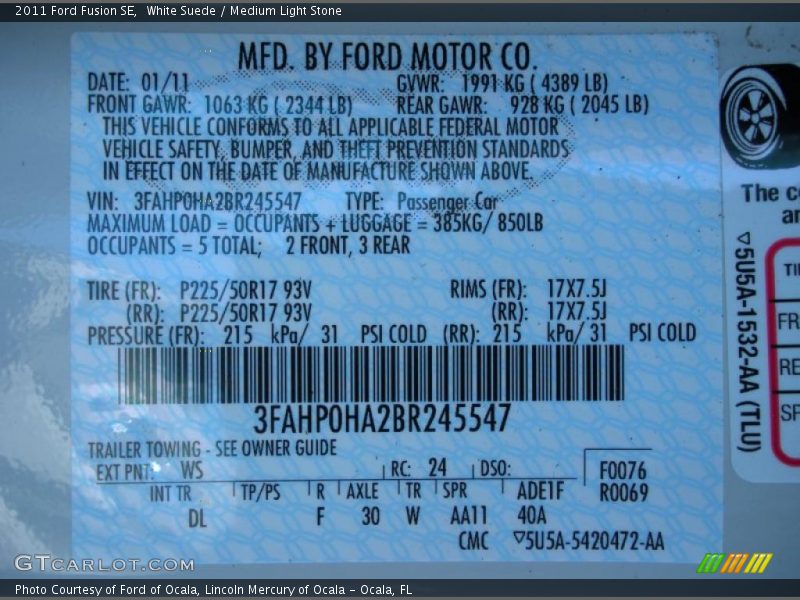 2011 Ford Fusion SE, White Suede / Medium Light Stone
MFD. BY FORD MOTOR CO.
DATE: 01/11 GVWR: 1991 KG ( 4389 LB)
FRONT GAWR: 1063 KG ( 2344 LB) REAR GAWR: 928 KG ( 2045 LB)
THIS VEHICLE CONFORMS TO ALL APPLICABLE FEDERAL MOTOR
VEHICLE SAFETY, BUMPER, AND THEFT PREVENTION STANDARDS
IN EFFECT ON THE DATE OF MANUFACTURE SHOWN ABOVE.
VIN: 3FAHP0HA2BR245547 TYPE: Passenger Car
MAXIMUM LOAD = OCCUPANTS + LUGGAGE = 385KG/ 850LB
OCCUPANTS = 5 TOTAL; 2 FRONT, 3 REAR
TIRE (FR): P225/50R17 93V RIMS (FR): 17X7.5J
(RR): P225/50R17 93V (RR): 17X7.5J
PRESSURE (FR): 215 kPa/ 31 PSI COLD (RR): 215 kPa/ 31 PSI COLD
3FAHP0HA2BR245547
TRAILER TOWING - SEE OWNER GUIDE
EXT PNT: WS RC: 24 DSO: F0076
INT TR TP/PS R AXLE TR SPR ADE1F R0069
DL F 30 W AA11 40A
CMC ▽5U5A-5420472-AA
The
▽5U5A-1532-AA (TLU)
FR
RE
SP
GTCARLOT.COM
Photo Courtesy of Ford of Ocala, Lincoln Mercury of Ocala - Ocala, FL